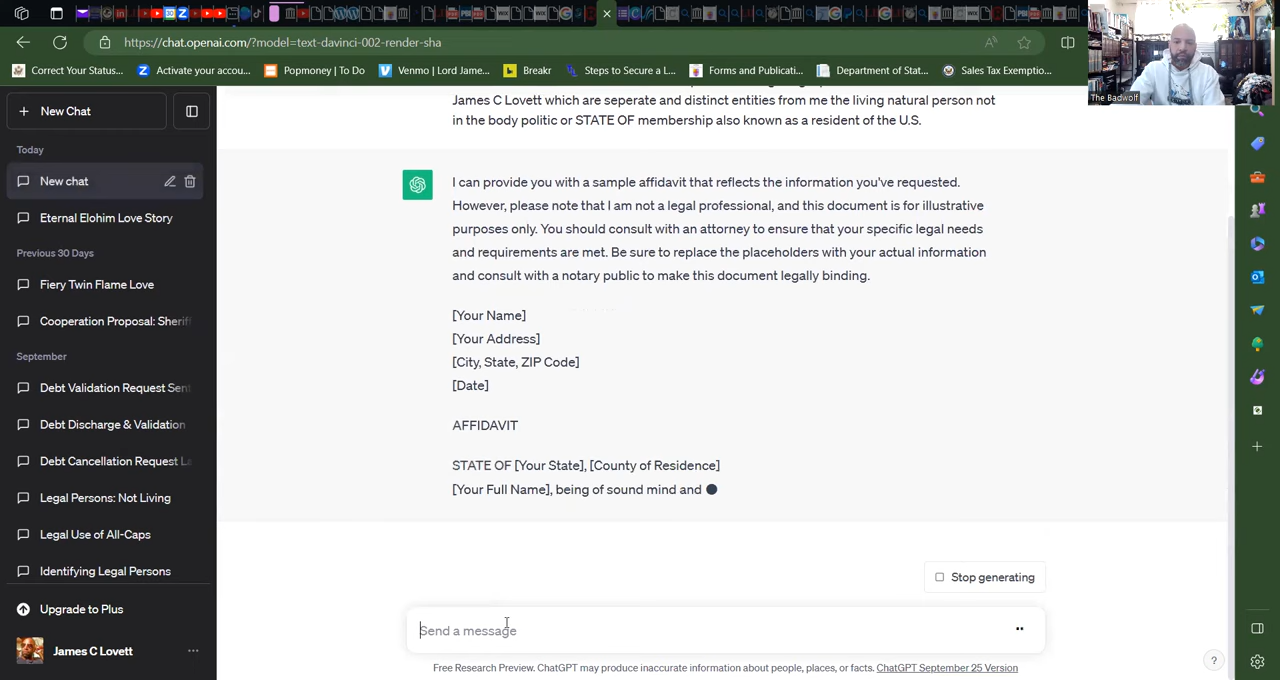 https://chat.openai.com/?model=text-davinci-002-render-sha
Correct Your Status...
Activate your accou...
Popmoney | To Do
Venmo | Lord Jame...
Breakr
Steps to Secure a L...
Forms and Publicati...
Department of Stat...
Sales Tax Exemptio...
The Badwolf
New Chat
Today
New chat
Eternal Elohim Love Story
Previous 30 Days
Fiery Twin Flame Love
Cooperation Proposal: Sheriff
September
Debt Validation Request Sent
Debt Discharge & Validation
Debt Cancellation Request La
Legal Persons: Not Living
Legal Use of All-Caps
Identifying Legal Persons
Upgrade to Plus
James C Lovett
James C Lovett which are seperate and distinct entities from me the living natural person not
in the body politic or STATE OF membership also known as a resident of the U.S.
I can provide you with a sample affidavit that reflects the information you've requested.
However, please note that I am not a legal professional, and this document is for illustrative
purposes only. You should consult with an attorney to ensure that your specific legal needs
and requirements are met. Be sure to replace the placeholders with your actual information
and consult with a notary public to make this document legally binding.
[Your Name]
[Your Address]
[City, State, ZIP Code]
[Date]
AFFIDAVIT
STATE OF [Your State], [County of Residence]
[Your Full Name], being of sound mind and
Stop generating
Send a message
Free Research Preview. ChatGPT may produce inaccurate information about people, places, or facts. ChatGPT September 25 Version